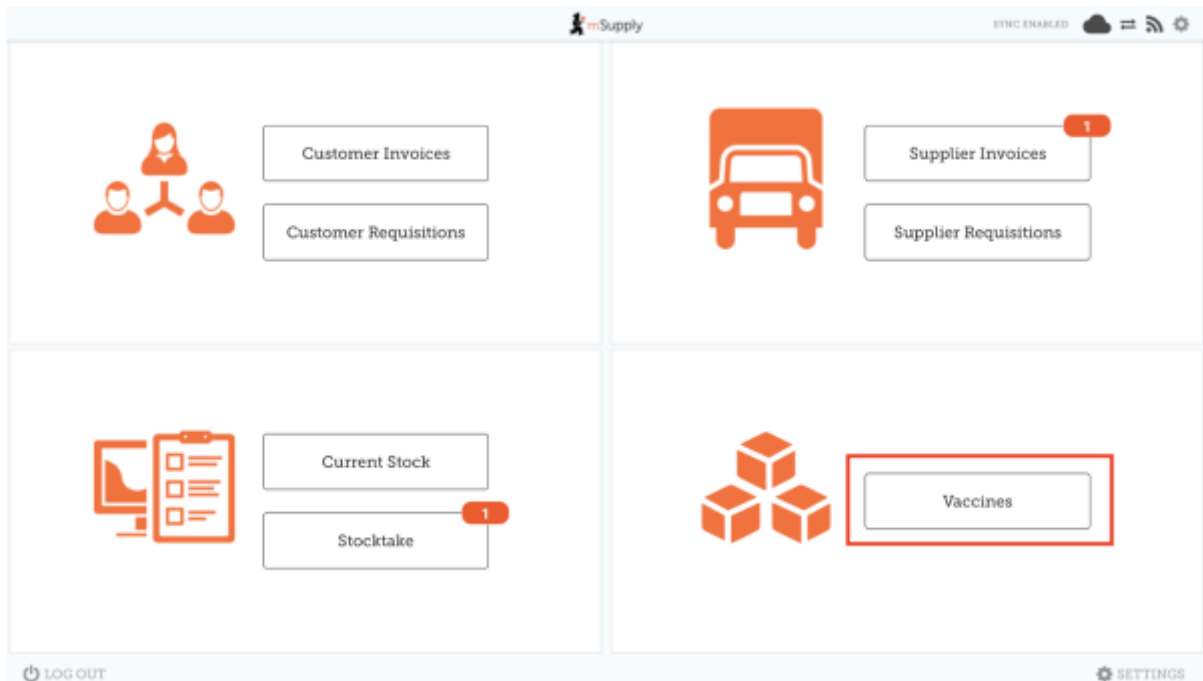 mSupply
SYNC ENABLED
Customer Invoices
Customer Requisitions
1
Supplier Invoices
Supplier Requisitions
Current Stock
1
Stocktake
Vaccines
LOG OUT
SETTINGS